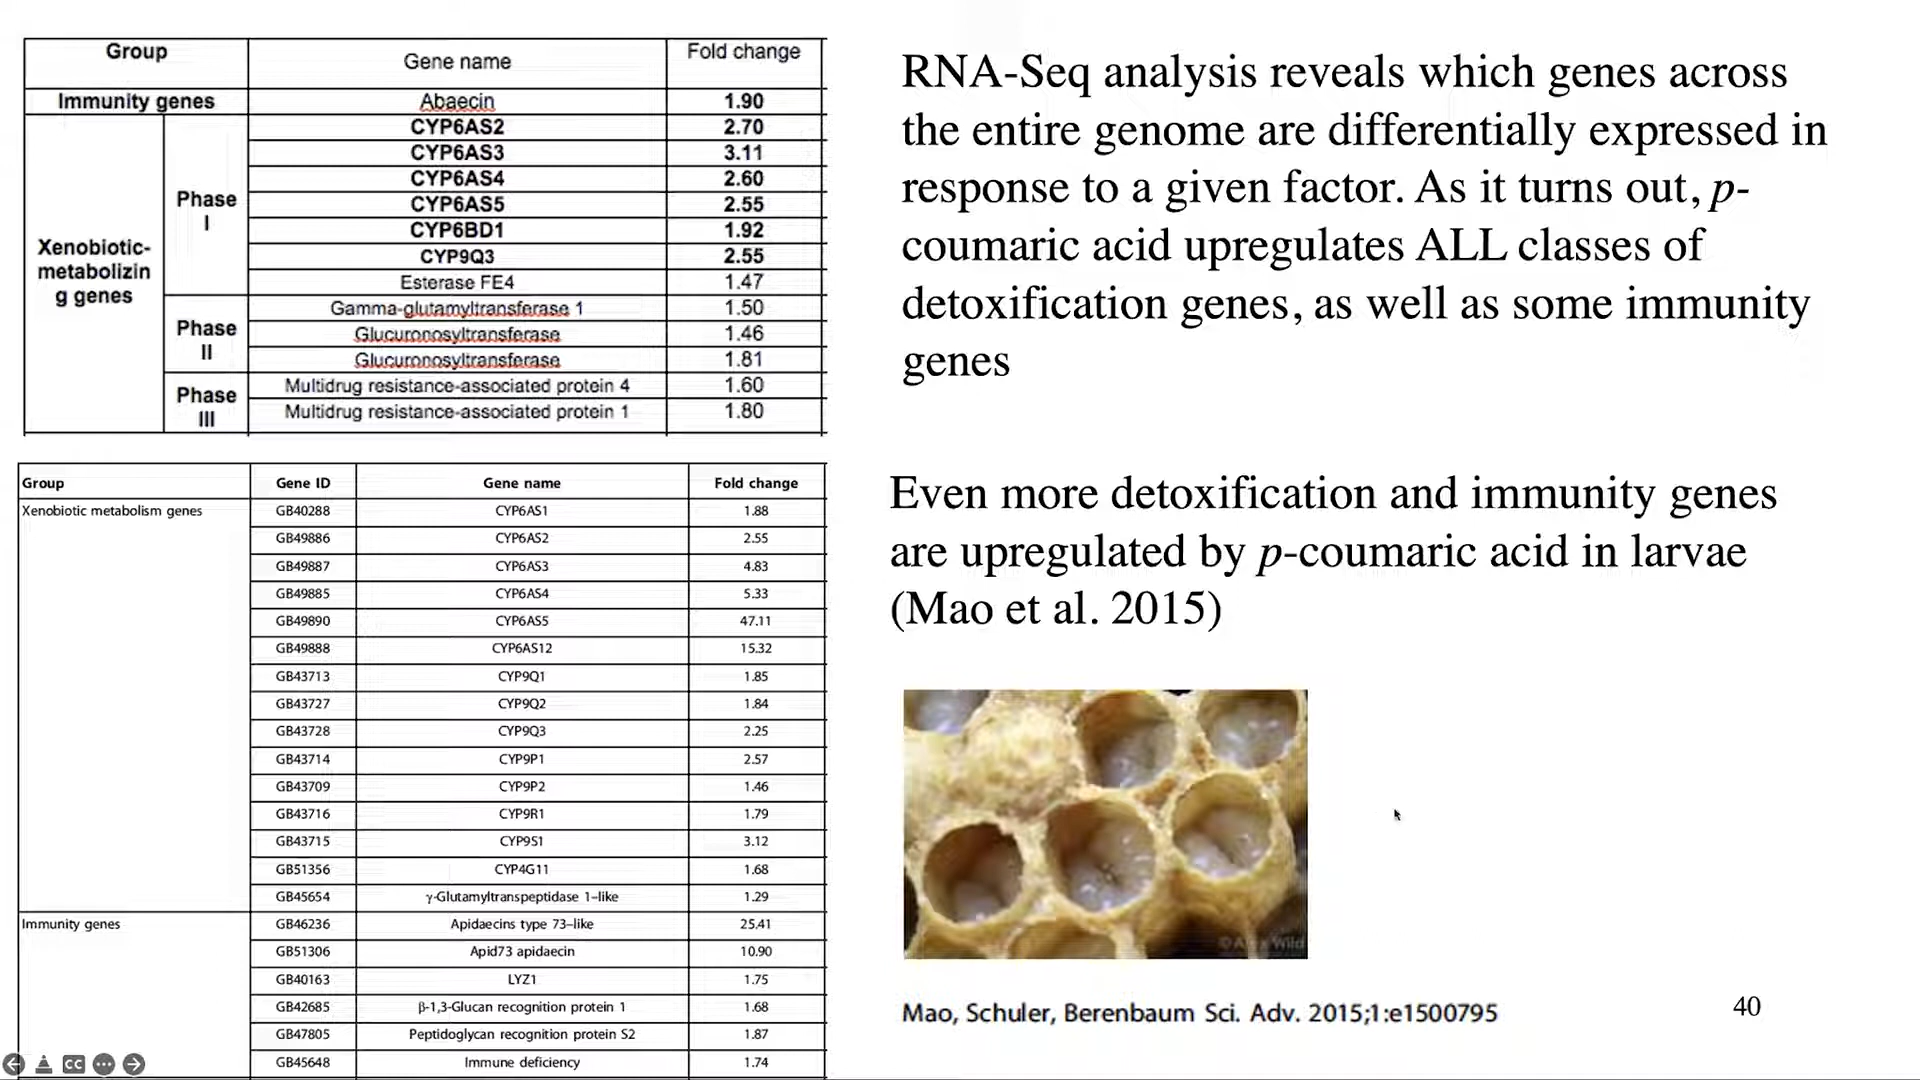 Group Gene name Fold change
Immunity genes Abaecin 1.90
Xenobiotic-
metabolizin
g genes
Phase
I
CYP6AS2 2.70
CYP6AS3 3.11
CYP6AS4 2.60
CYP6AS5 2.55
CYP6BD1 1.92
CYP9Q3 2.55
Esterase FE4 1.47
Phase
II
Gamma-glutamyltransferase 1 1.50
Glucuronosyltransferase 1.46
Glucuronosyltransferase 1.81
Phase
III
Multidrug resistance-associated protein 4 1.60
Multidrug resistance-associated protein 1 1.80
RNA-Seq analysis reveals which genes across
the entire genome are differentially expressed in
response to a given factor. As it turns out, p-
coumaric acid upregulates ALL classes of
detoxification genes, as well as some immunity
genes
Group Gene ID Gene name Fold change
Xenobiotic metabolism genes GB40288 CYP6AS1 1.88
GB49886 CYP6AS2 2.55
GB49887 CYP6AS3 4.83
GB49885 CYP6AS4 5.33
GB49890 CYP6AS5 47.11
GB49888 CYP6AS12 15.32
GB43713 CYP9Q1 1.85
GB43727 CYP9Q2 1.84
GB43728 CYP9Q3 2.25
GB43714 CYP9P1 2.57
GB43709 CYP9P2 1.46
GB43716 CYP9R1 1.79
GB43715 CYP9S1 3.12
GB51356 CYP4G11 1.68
GB45654 γ-Glutamyltranspeptidase 1–like 1.29
Immunity genes GB46236 Apidaecins type 73–like 25.41
GB51306 Apid73 apidaecin 10.90
GB40163 LYZ1 1.75
GB42685 β-1,3-Glucan recognition protein 1 1.68
GB47805 Peptidoglycan recognition protein S2 1.87
GB45648 Immune deficiency 1.74
Even more detoxification and immunity genes
are upregulated by p-coumaric acid in larvae
(Mao et al. 2015)
© Alex Wild
Mao, Schuler, Berenbaum Sci. Adv. 2015;1:e1500795
40
CC